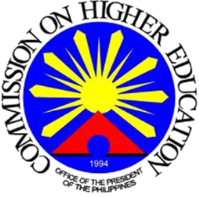 COMMISSION ON HIGHER EDUCATION
1994
OFFICE OF THE PRESIDENT
OF THE PHILIPPINES